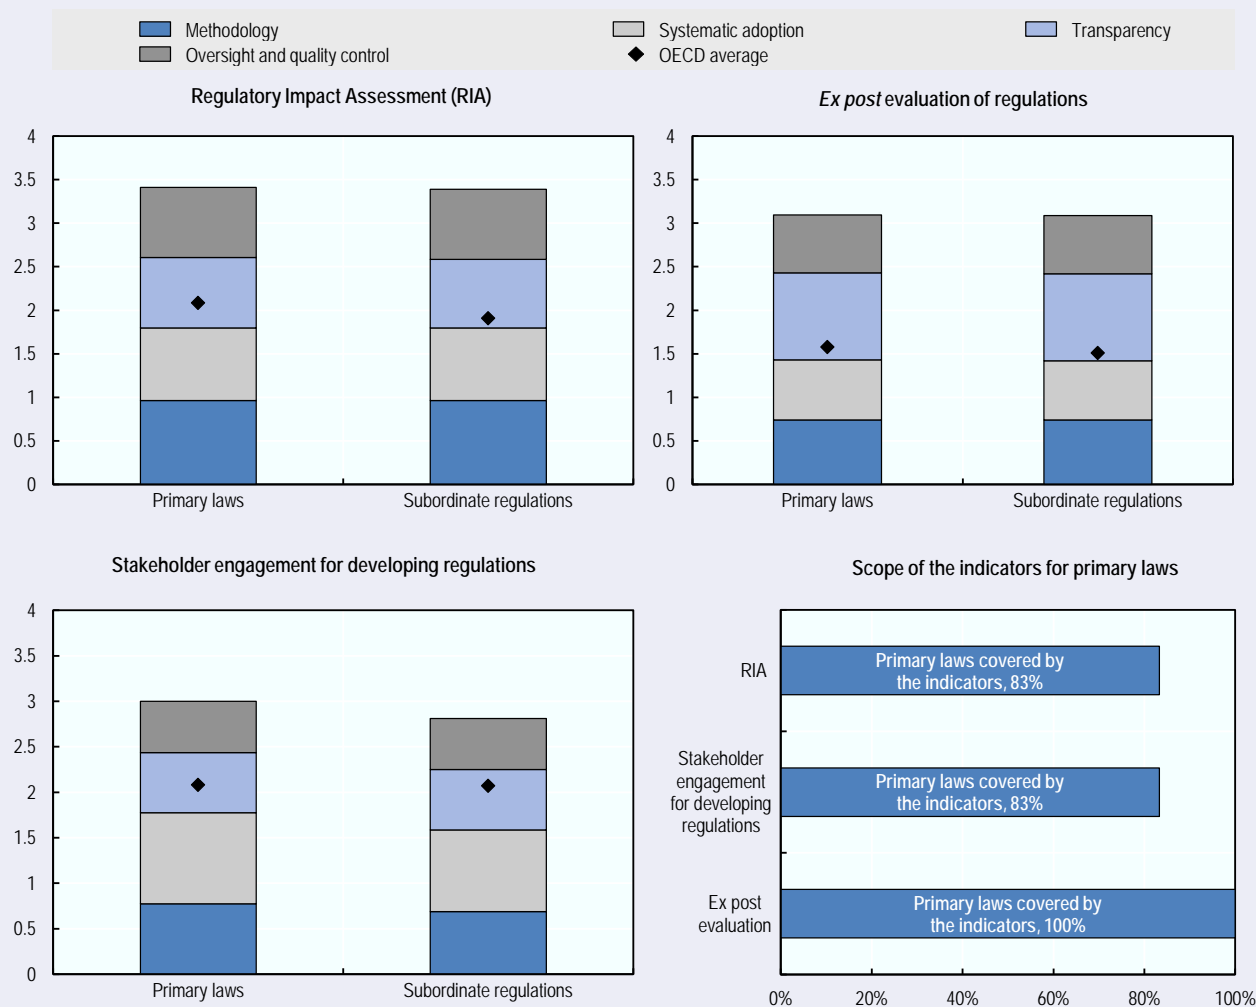 Methodology
Systematic adoption
Transparency
Oversight and quality control
OECD average
Regulatory Impact Assessment (RIA)
4
3.5
3
2.5
2
1.5
1
0.5
0
Primary laws
Subordinate regulations
Ex post evaluation of regulations
4
3.5
3
2.5
2
1.5
1
0.5
0
Primary laws
Subordinate regulations
Stakeholder engagement for developing regulations
4
3.5
3
2.5
2
1.5
1
0.5
0
Primary laws
Subordinate regulations
Scope of the indicators for primary laws
RIA
Primary laws covered by
the indicators, 83%
Stakeholder
engagement
for developing
regulations
Primary laws covered by
the indicators, 83%
Ex post
evaluation
Primary laws covered by
the indicators, 100%
0%
20%
40%
60%
80%
100%